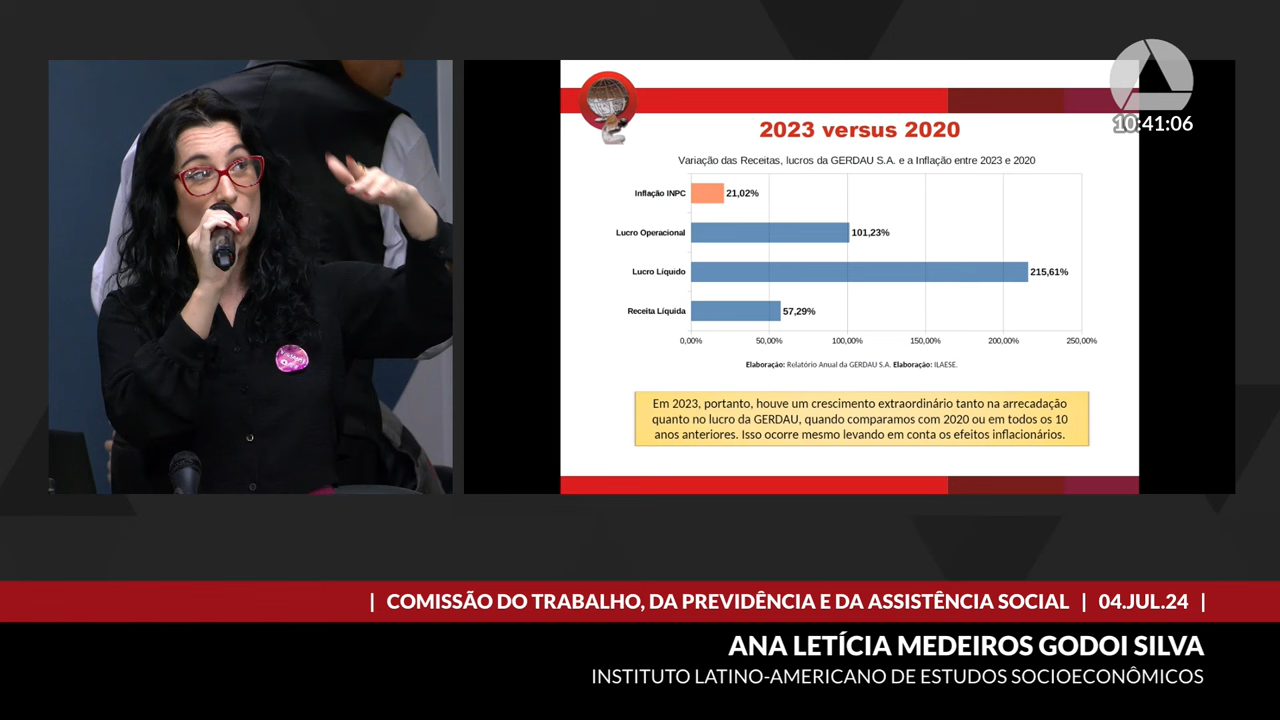 10:41:06
2023 versus 2020
Variação das Receitas, lucros da GERDAU S.A. e a Inflação entre 2023 e 2020
Inflação INPC
21,02%
Lucro Operacional
101,23%
Lucro Líquido
215,61%
Receita Líquida
57,29%
0,00% 50,00% 100,00% 150,00% 200,00% 250,00%
Elaboração: Relatório Anual da GERDAU S.A. Elaboração: ILAESE.
Em 2023, portanto, houve um crescimento extraordinário tanto na arrecadação
quanto no lucro da GERDAU, quando comparamos com 2020 ou em todos os 10
anos anteriores. Isso ocorre mesmo levando em conta os efeitos inflacionários.
| COMISSÃO DO TRABALHO, DA PREVIDÊNCIA E DA ASSISTÊNCIA SOCIAL | 04.JUL.24 |
ANA LETÍCIA MEDEIROS GODOI SILVA
INSTITUTO LATINO-AMERICANO DE ESTUDOS SOCIOECONÔMICOS